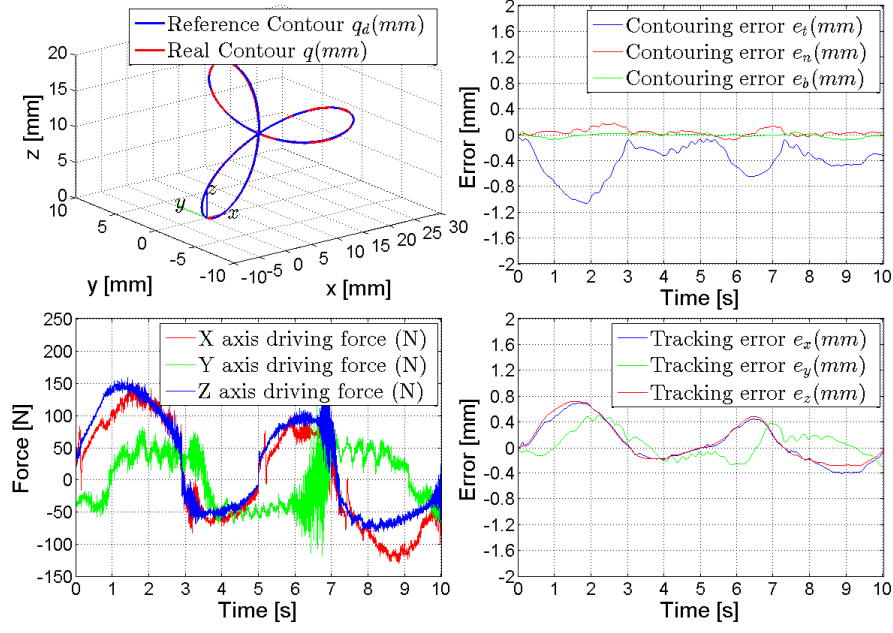 Reference Contour q_d(mm)
Real Contour q(mm)
20
15
10
5
0
z [mm]
10
5
0
-5
-10
y [mm]
-10
-5
0
5
10
15
20
25
30
x [mm]
z
y
x
Contouring error e_t(mm)
Contouring error e_n(mm)
Contouring error e_b(mm)
2
1.6
1.2
0.8
0.4
0
-0.4
-0.8
-1.2
-1.6
-2
Error [mm]
0 1 2 3 4 5 6 7 8 9 10
Time [s]
X axis driving force (N)
Y axis driving force (N)
Z axis driving force (N)
250
200
150
100
50
0
-50
-100
-150
Force [N]
0 1 2 3 4 5 6 7 8 9 10
Time [s]
Tracking error e_x(mm)
Tracking error e_y(mm)
Tracking error e_z(mm)
2
1.6
1.2
0.8
0.4
0
-0.4
-0.8
-1.2
-1.6
-2
Error [mm]
0 1 2 3 4 5 6 7 8 9 10
Time [s]